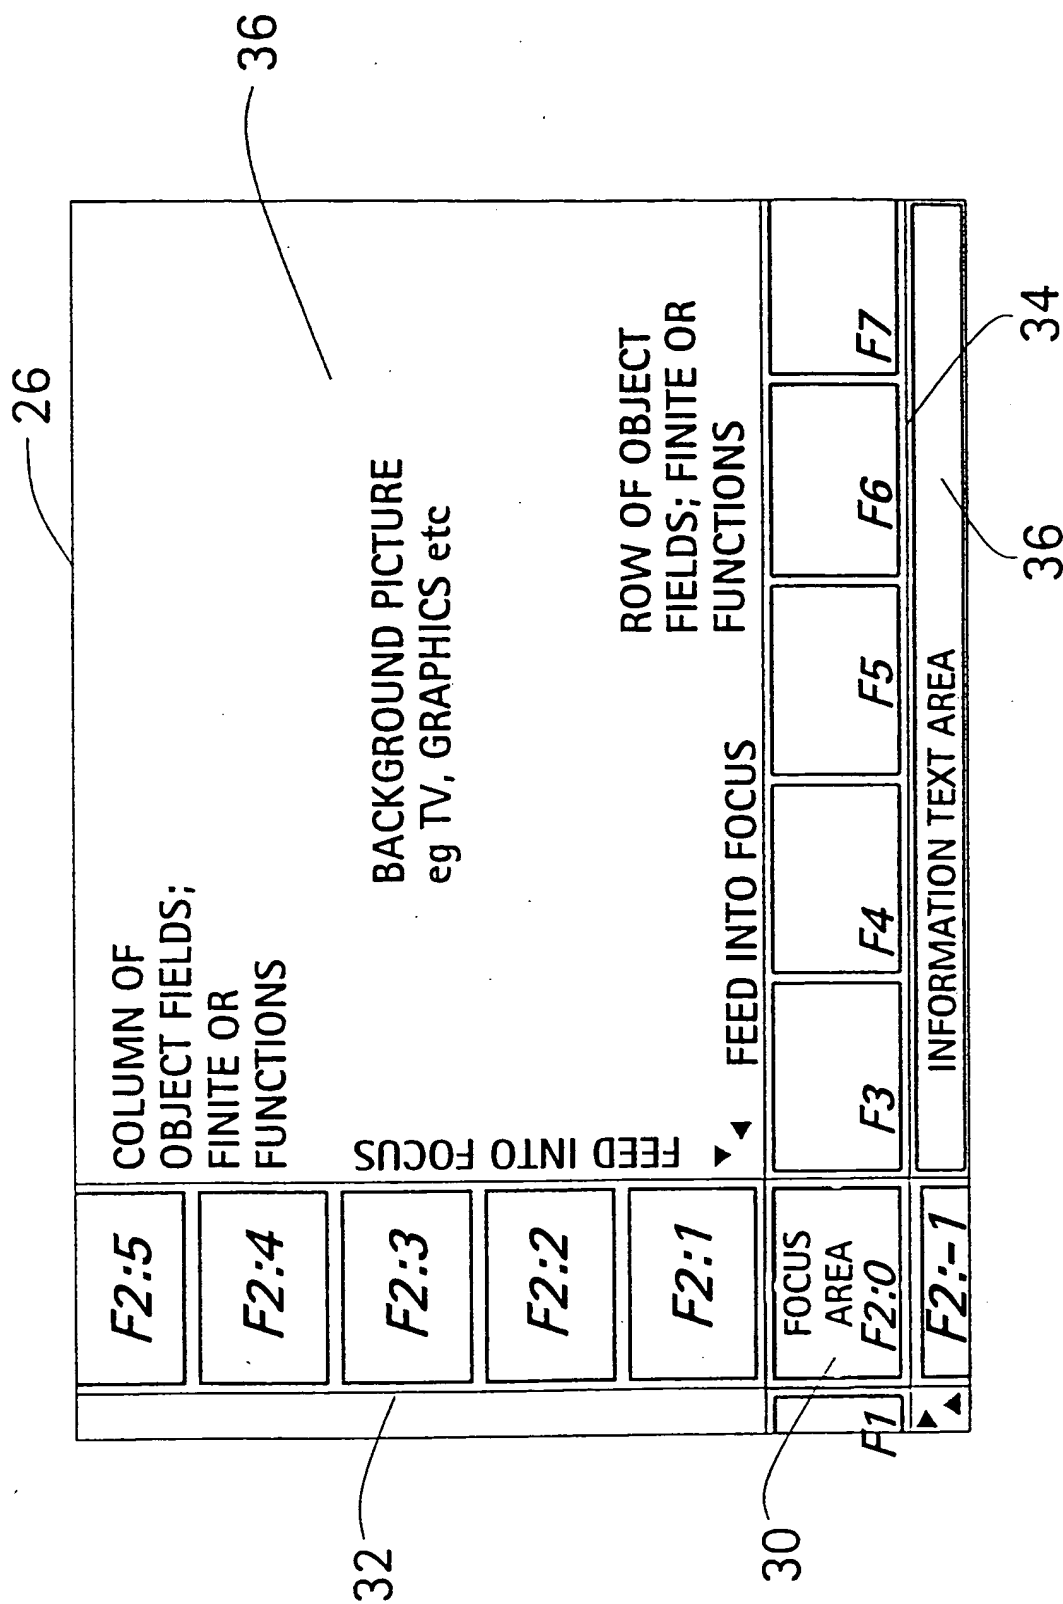 26
36
COLUMN OF
OBJECT FIELDS;
FINITE OR
FUNCTIONS
BACKGROUND PICTURE
eg TV, GRAPHICS etc
ROW OF OBJECT
FIELDS; FINITE OR
FUNCTIONS
FEED INTO FOCUS
FEED INTO FOCUS
F2:5
F2:4
F2:3
F2:2
F2:1
32
30
F1
FOCUS
AREA
F2:0
F3
F4
F5
F6
F7
F2:-1
INFORMATION TEXT AREA
36
34